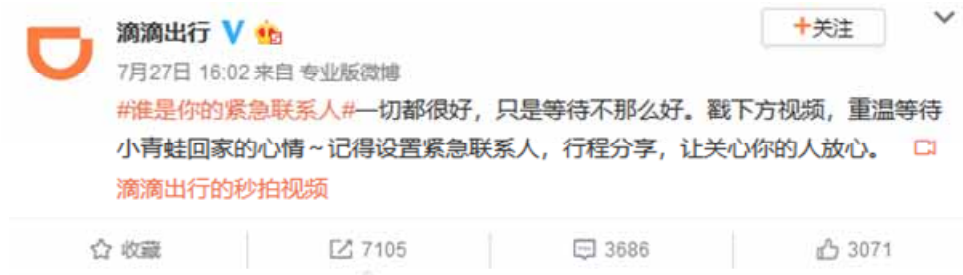 滴滴出行
+关注
7月27日 16:02 来自 专业版微博
#谁是你的紧急联系人#一切都很好，只是等待不那么好。戳下方视频，重温等待
小青蛙回家的心情～记得设置紧急联系人，行程分享，让关心你的人放心。
滴滴出行的秒拍视频
收藏 7105 3686 3071